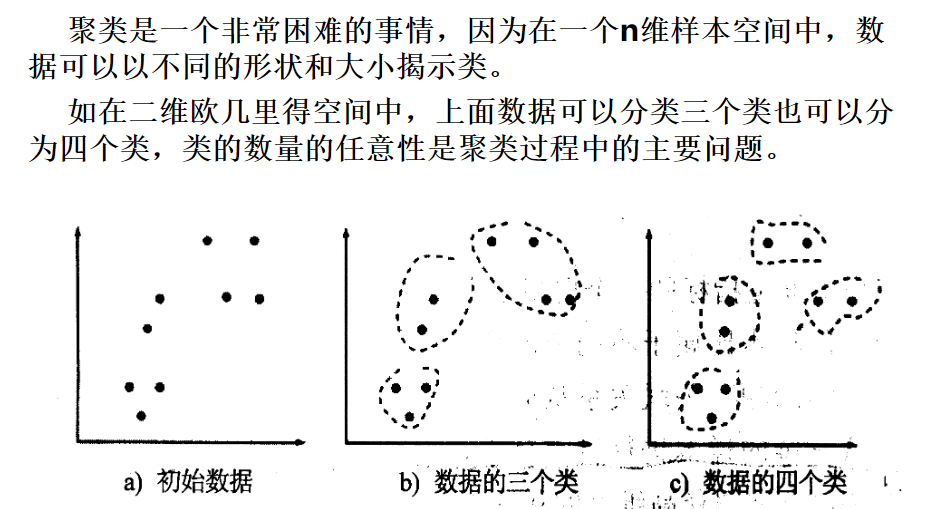 聚类是一个非常困难的事情，因为在一个n维样本空间中，数
据可以以不同的形状和大小揭示类。
如在二维欧几里得空间中，上面数据可以分类三个类也可以分
为四个类，类的数量的任意性是聚类过程中的主要问题。
a) 初始数据
b) 数据的三个类
c) 数据的四个类